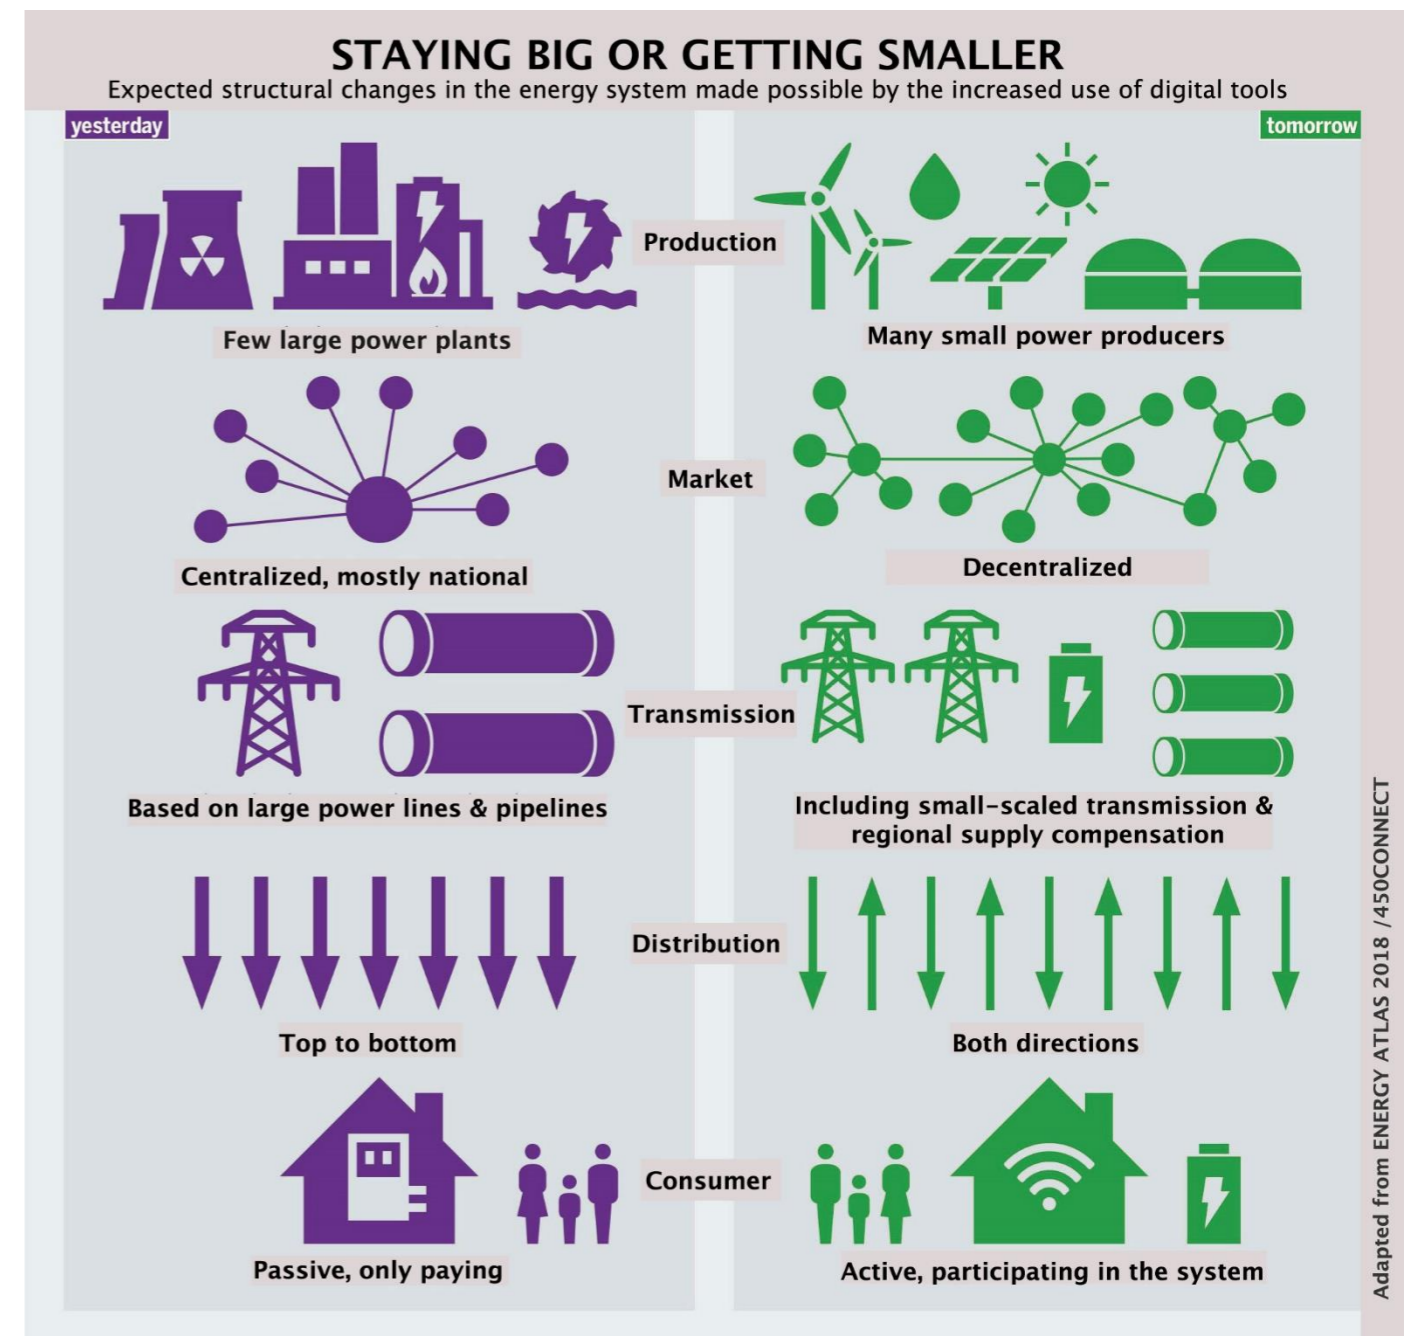 STAYING BIG OR GETTING SMALLER
Expected structural changes in the energy system made possible by the increased use of digital tools
yesterday
tomorrow
Production
Few large power plants
Many small power producers
Market
Centralized, mostly national
Decentralized
Transmission
Based on large power lines & pipelines
Including small-scaled transmission &
regional supply compensation
Distribution
Top to bottom
Both directions
Consumer
Passive, only paying
Active, participating in the system
Adapted from ENERGY ATLAS 2018 /450CONNECT